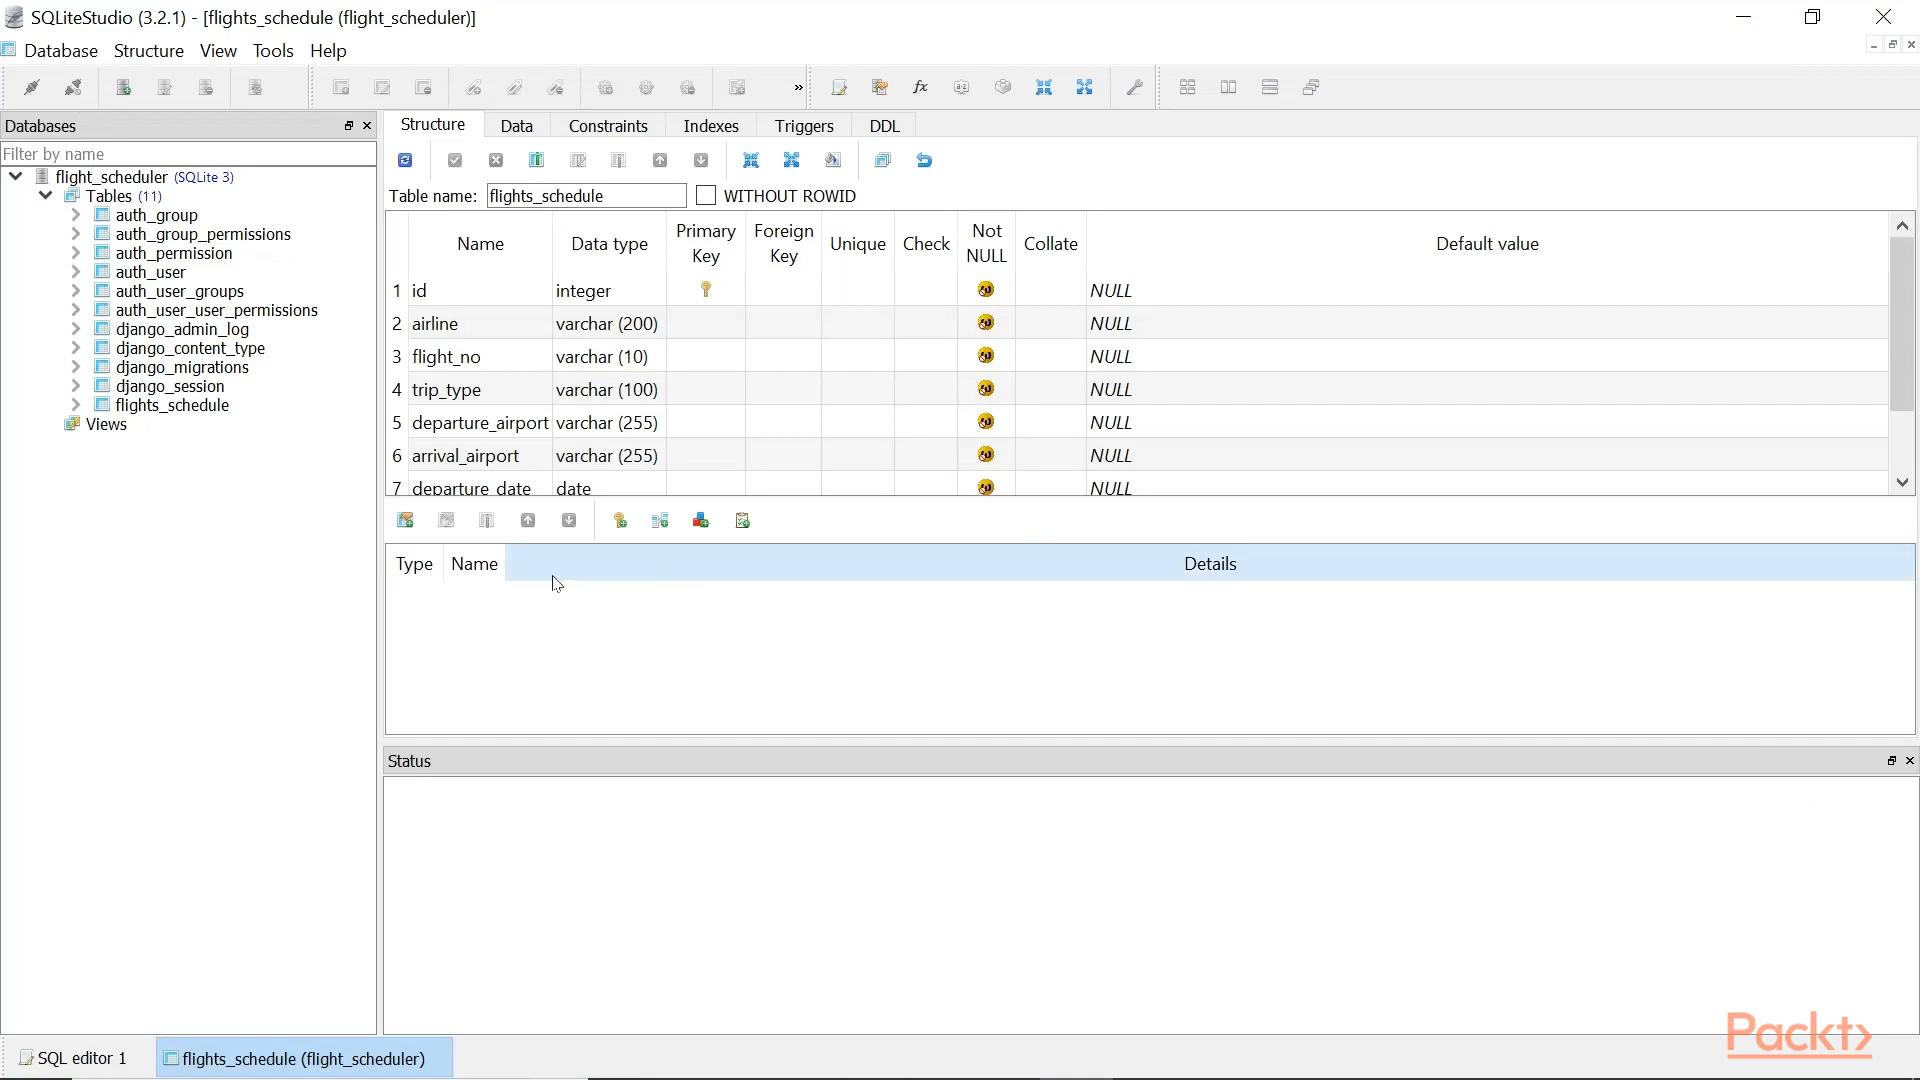 SQLiteStudio (3.2.1) - [flights_schedule (flight_scheduler)]
Database Structure View Tools Help
»
Databases
Structure Data Constraints Indexes Triggers DDL
Filter by name
flight_scheduler (SQLite 3)
Tables (11)
auth_group
auth_group_permissions
auth_permission
auth_user
auth_user_groups
auth_user_user_permissions
django_admin_log
django_content_type
django_migrations
django_session
flights_schedule
Views
Table name: flights_schedule WITHOUT ROWID
Name Data type Primary Key Foreign Key Unique Check Not NULL Collate Default value
1 id integer NULL
2 airline varchar (200) NULL
3 flight_no varchar (10) NULL
4 trip_type varchar (100) NULL
5 departure_airport varchar (255) NULL
6 arrival_airport varchar (255) NULL
7 departure_date date NULL
Type Name Details
Status
Packt>
SQL editor 1 flights_schedule (flight_scheduler)